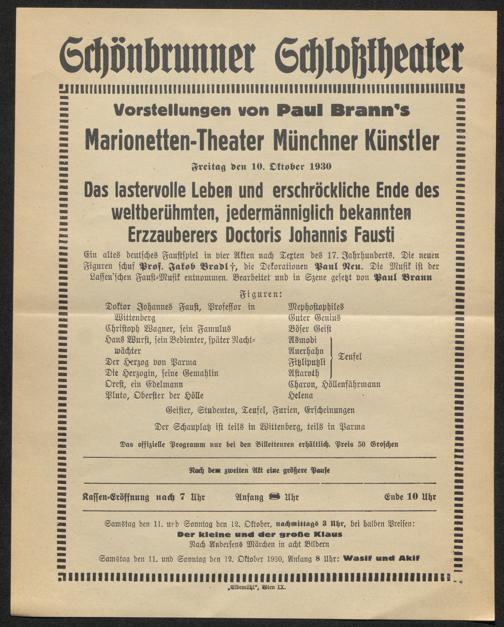 Schönbrunner Schloßtheater
Vorstellungen von Paul Brann's
Marionetten-Theater Münchner Künstler
Freitag den 10. Oktober 1930
Das lastervolle Leben und erschröckliche Ende des
weltberühmten, jedermänniglich bekannten
Erzzauberers Doctoris Johannis Fausti
Ein altes deutsches Faustspiel in vier Akten nach Texten des 17. Jahrhunderts. Die neuen
Figuren schuf Prof. Jakob Bradl †, die Dekorationen Paul Neu. Die Musik ist der
Lassen'schen Faust-Musik entnommen. Bearbeitet und in Szene gesetzt von Paul Brann
Figuren:
Doktor Johannes Faust, Professor in
Wittenberg
Christoph Wagner, sein Famulus
Hans Wurst, sein Bedienter, später Nacht-
wächter
Der Herzog von Parma
Die Herzogin, seine Gemahlin
Orest, ein Edelmann
Pluto, Oberster der Hölle
Mephostophiles
Guter Genius
Böser Geist
Asmodi
Auerhahn
Fitzliputzli
Astaroth
Teufel
Charon, Höllenfährmann
Helena
Geister, Studenten, Teufel, Furien, Erscheinungen
Der Schauplatz ist teils in Wittenberg, teils in Parma
Das offizielle Programm nur bei den Billeteuren erhältlich. Preis 50 Groschen
Nach dem zweiten Akt eine größere Pause
Kassen-Eröffnung nach 7 Uhr Anfang Uhr Ende 10 Uhr
Samstag den 11. und Sonntag den 12. Oktober, nachmittags 3 Uhr, bei halben Preisen:
Der kleine und der große Klaus
Nach Andersens Märchen in acht Bildern
Samstag den 11. und Sonntag den 12. Oktober 1930, Anfang 8 Uhr: Wasif und Akif
„Elbemühl", Wien IX.